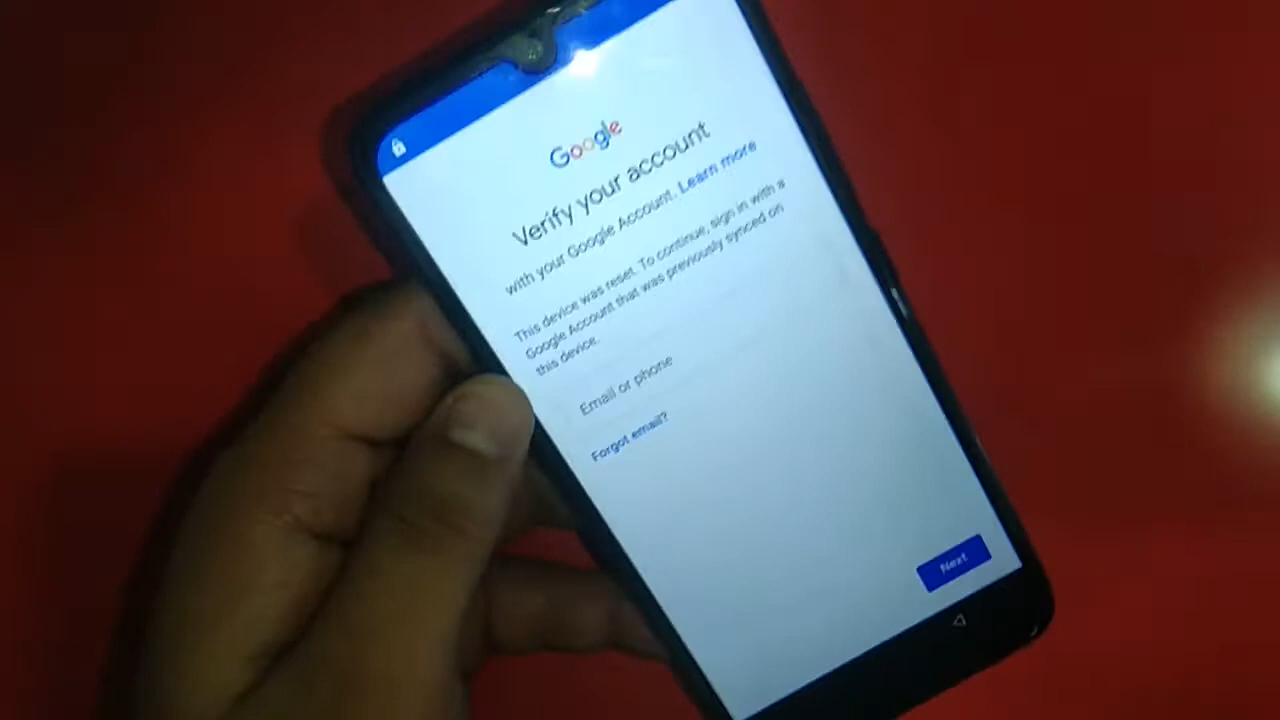 Google
Verify your account
with your Google Account. Learn more
This device was reset. To continue, sign in with a
Google Account that was previously synced on
this device.
Email or phone
Forgot email?
Next